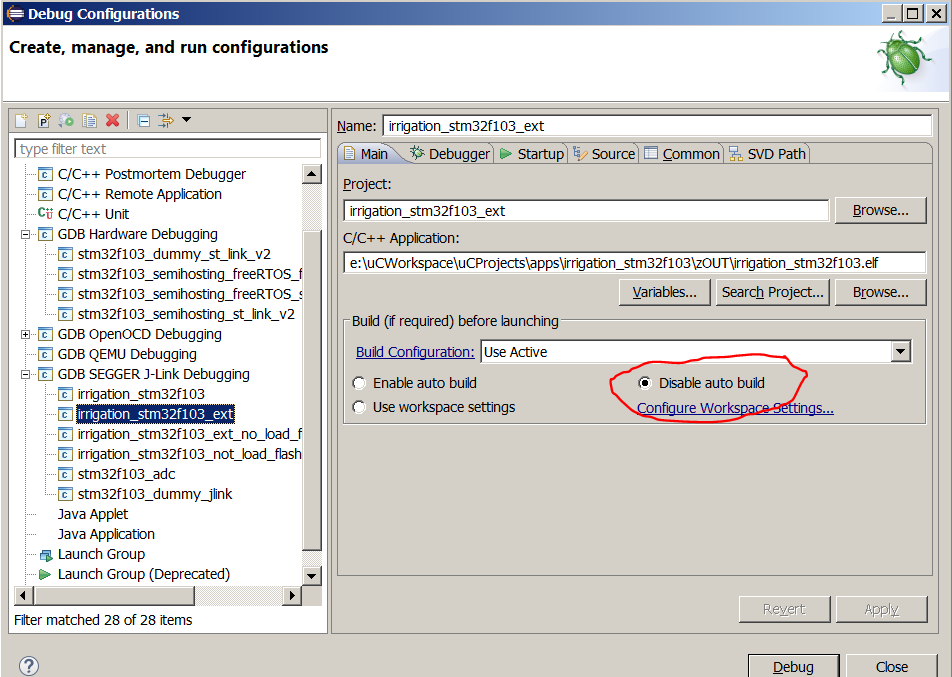 Debug Configurations
Create, manage, and run configurations
type filter text
C/C++ Postmortem Debugger
C/C++ Remote Application
C/C++ Unit
GDB Hardware Debugging
stm32f103_dummy_st_link_v2
stm32f103_semihosting_freeRTOS_f
stm32f103_semihosting_freeRTOS_s
stm32f103_semihosting_st_link_v2
GDB OpenOCD Debugging
GDB QEMU Debugging
GDB SEGGER J-Link Debugging
irrigation_stm32f103
irrigation_stm32f103_ext
irrigation_stm32f103_ext_no_load_f
irrigation_stm32f103_not_load_flash
stm32f103_adc
stm32f103_dummy_jlink
Java Applet
Java Application
Launch Group
Launch Group (Deprecated)
Filter matched 28 of 28 items
Name: irrigation_stm32f103_ext
Main Debugger Startup Source Common SVD Path
Project:
irrigation_stm32f103_ext Browse...
C/C++ Application:
e:\uCWorkspace\uCProjects\apps\irrigation_stm32f103\zOUT\irrigation_stm32f103.elf
Variables... Search Project... Browse...
Build (if required) before launching
Build Configuration: Use Active
Enable auto build Disable auto build
Use workspace settings Configure Workspace Settings...
Revert Apply
Debug Close